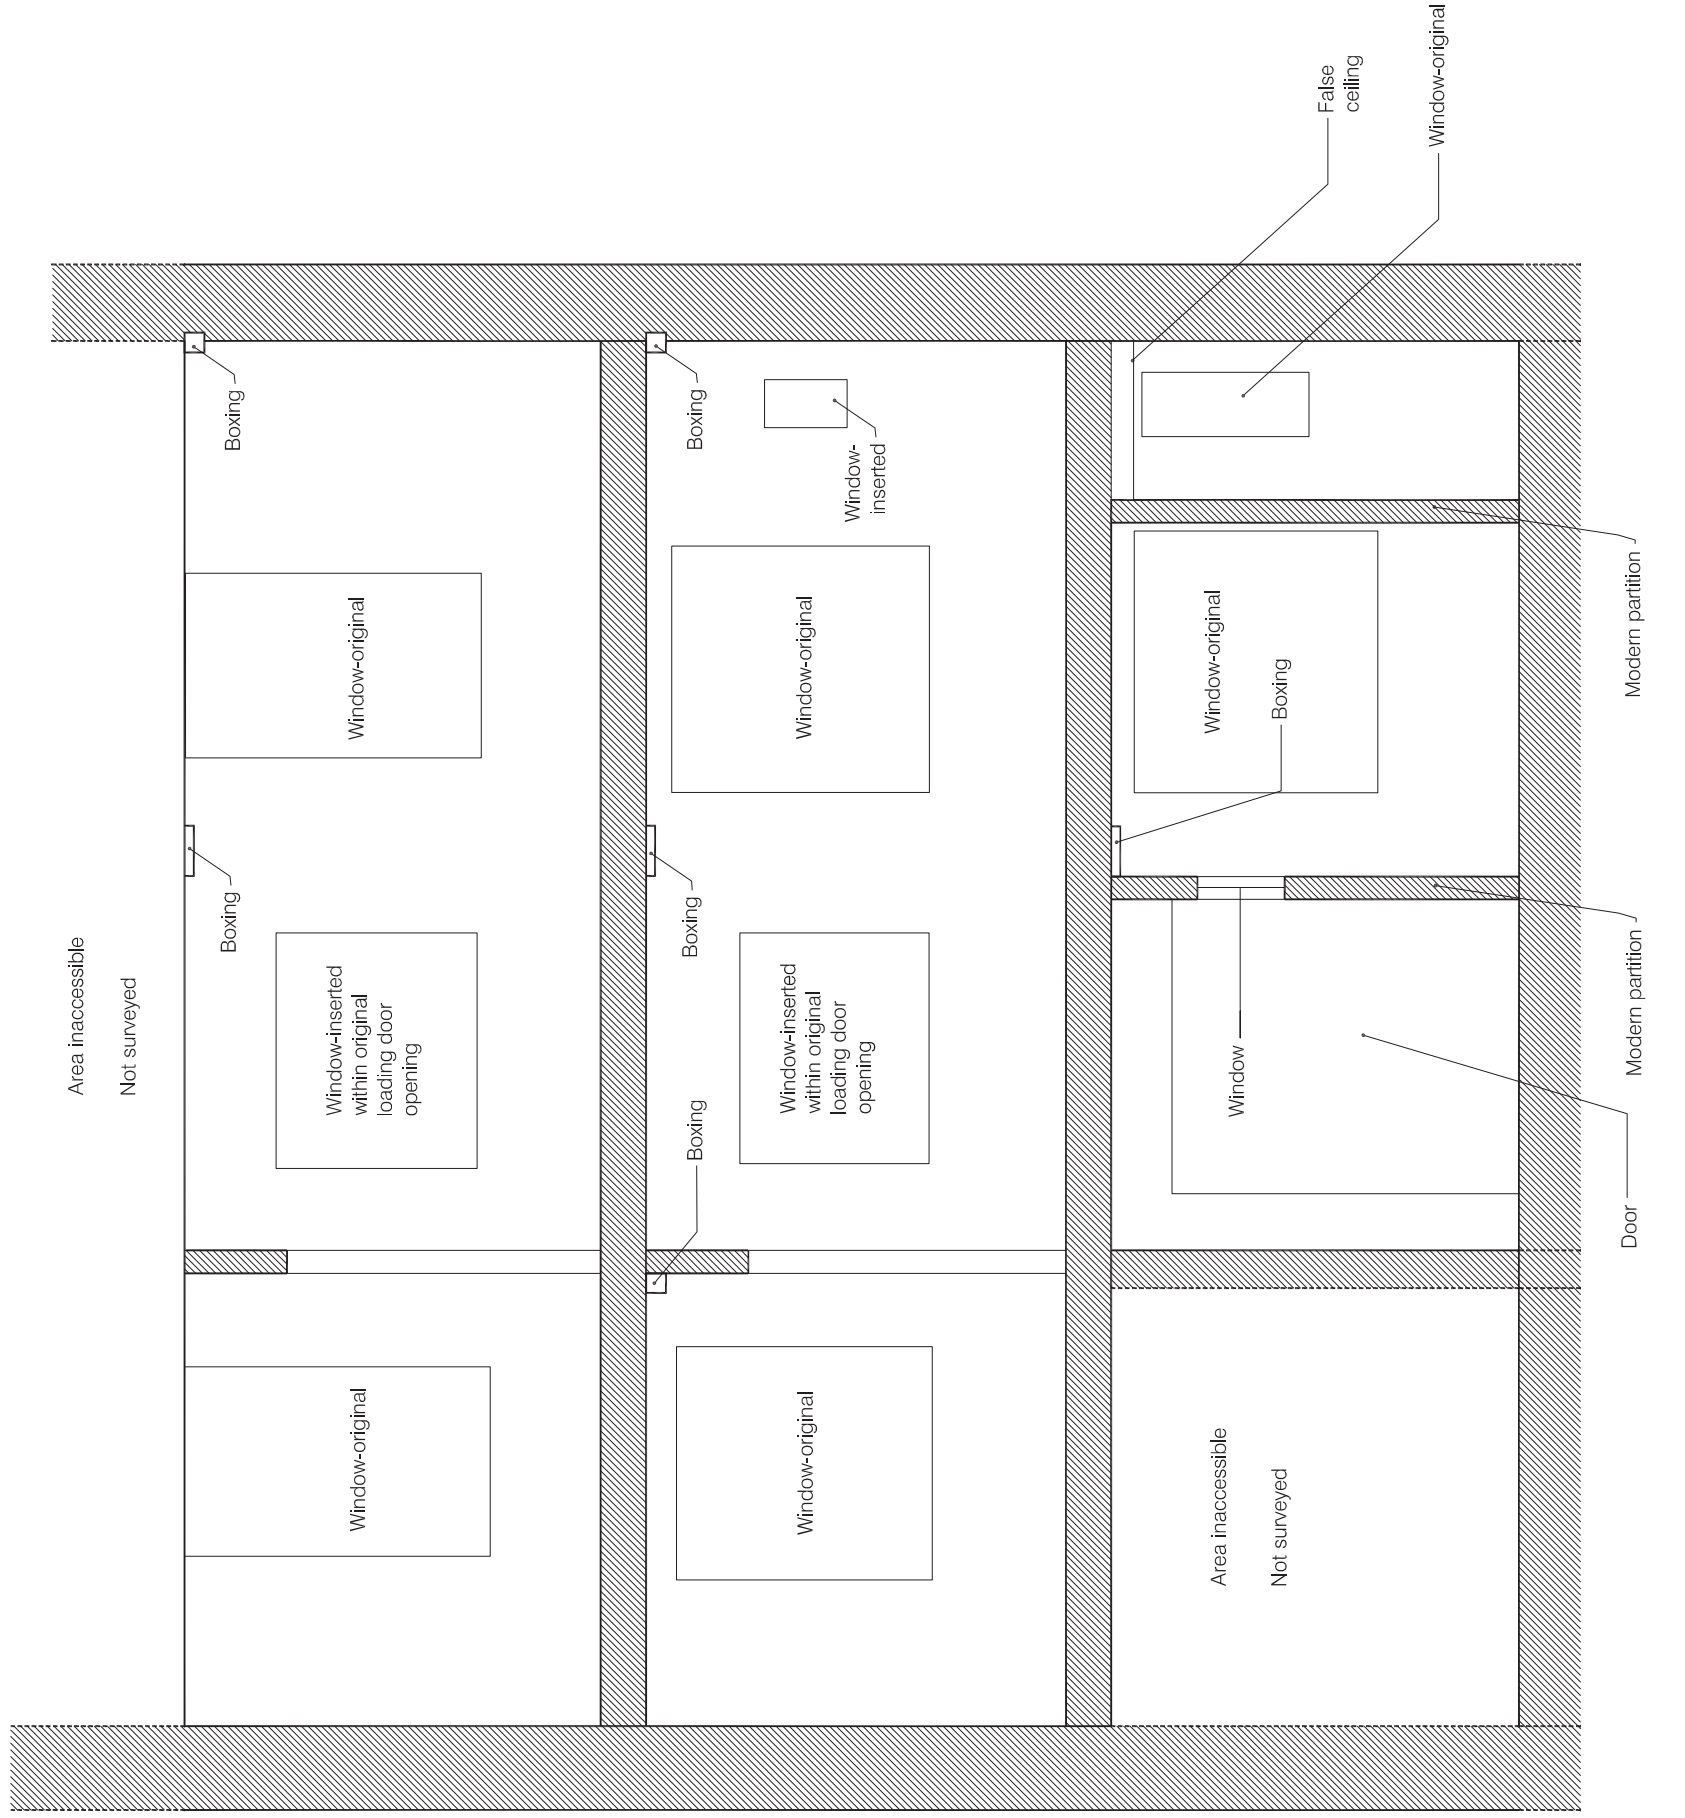 Area inaccessible
Not surveyed
Window-original
Boxing
Window-inserted
within original
loading door
opening
Boxing
Window-original
Boxing
Window-original
Boxing
Window-inserted
within original
loading door
opening
Boxing
Window-original
Boxing
Window-
inserted
Area inaccessible
Not surveyed
Window
Window-original
Boxing
False
ceiling
Window-original
Door
Modern partition
Modern partition